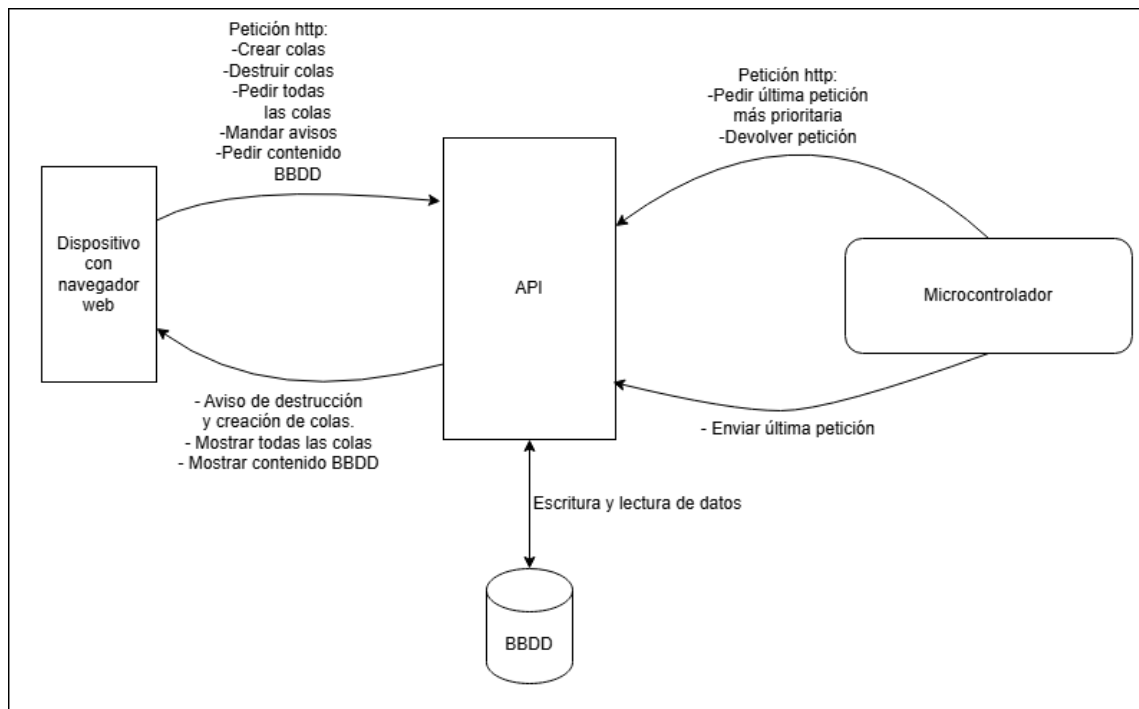 Petición http:
-Crear colas
-Destruir colas
-Pedir todas
las colas
-Mandar avisos
-Pedir contenido
BBDD
Petición http:
-Pedir última petición
más prioritaria
-Devolver petición
Dispositivo
con
navegador
web
API
Microcontrolador
- Aviso de destrucción
y creación de colas.
- Mostrar todas las colas
- Mostrar contenido BBDD
- Enviar última petición
Escritura y lectura de datos
BBDD